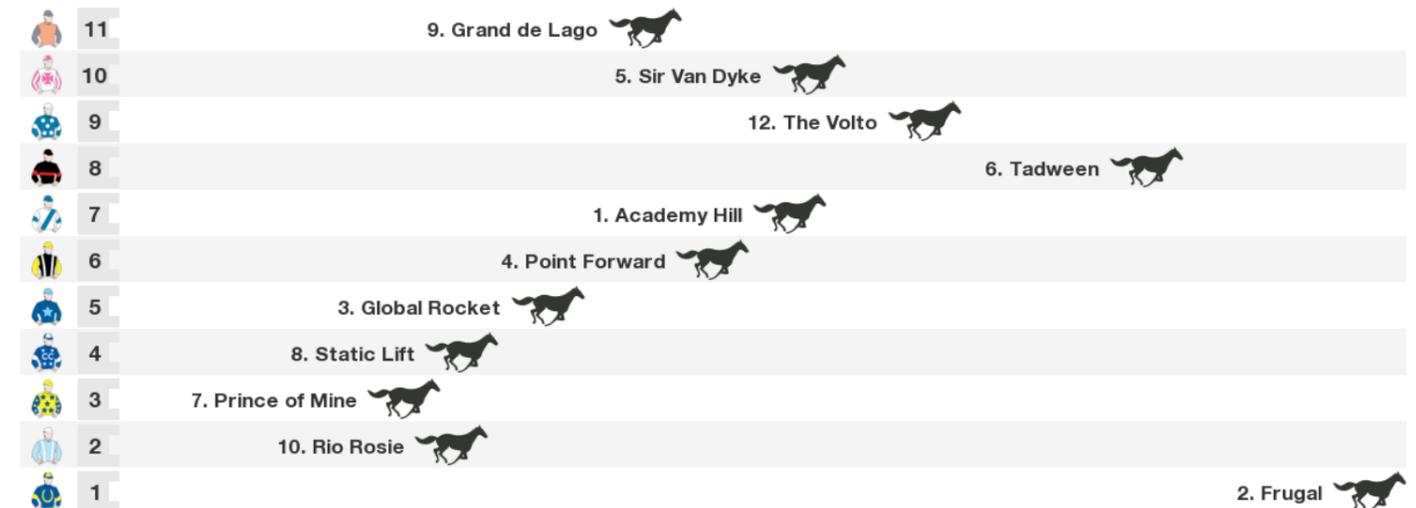 11 9. Grand de Lago
10 5. Sir Van Dyke
9 12. The Volto
8 6. Tadween
7 1. Academy Hill
6 4. Point Forward
5 3. Global Rocket
4 8. Static Lift
3 7. Prince of Mine
2 10. Rio Rosie
1 2. Frugal